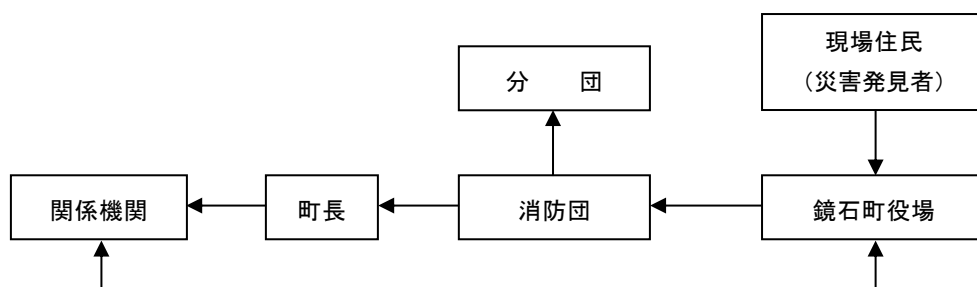 現場住民
（災害発見者）
分　　団
関係機関
町長
消防団
鏡石町役場